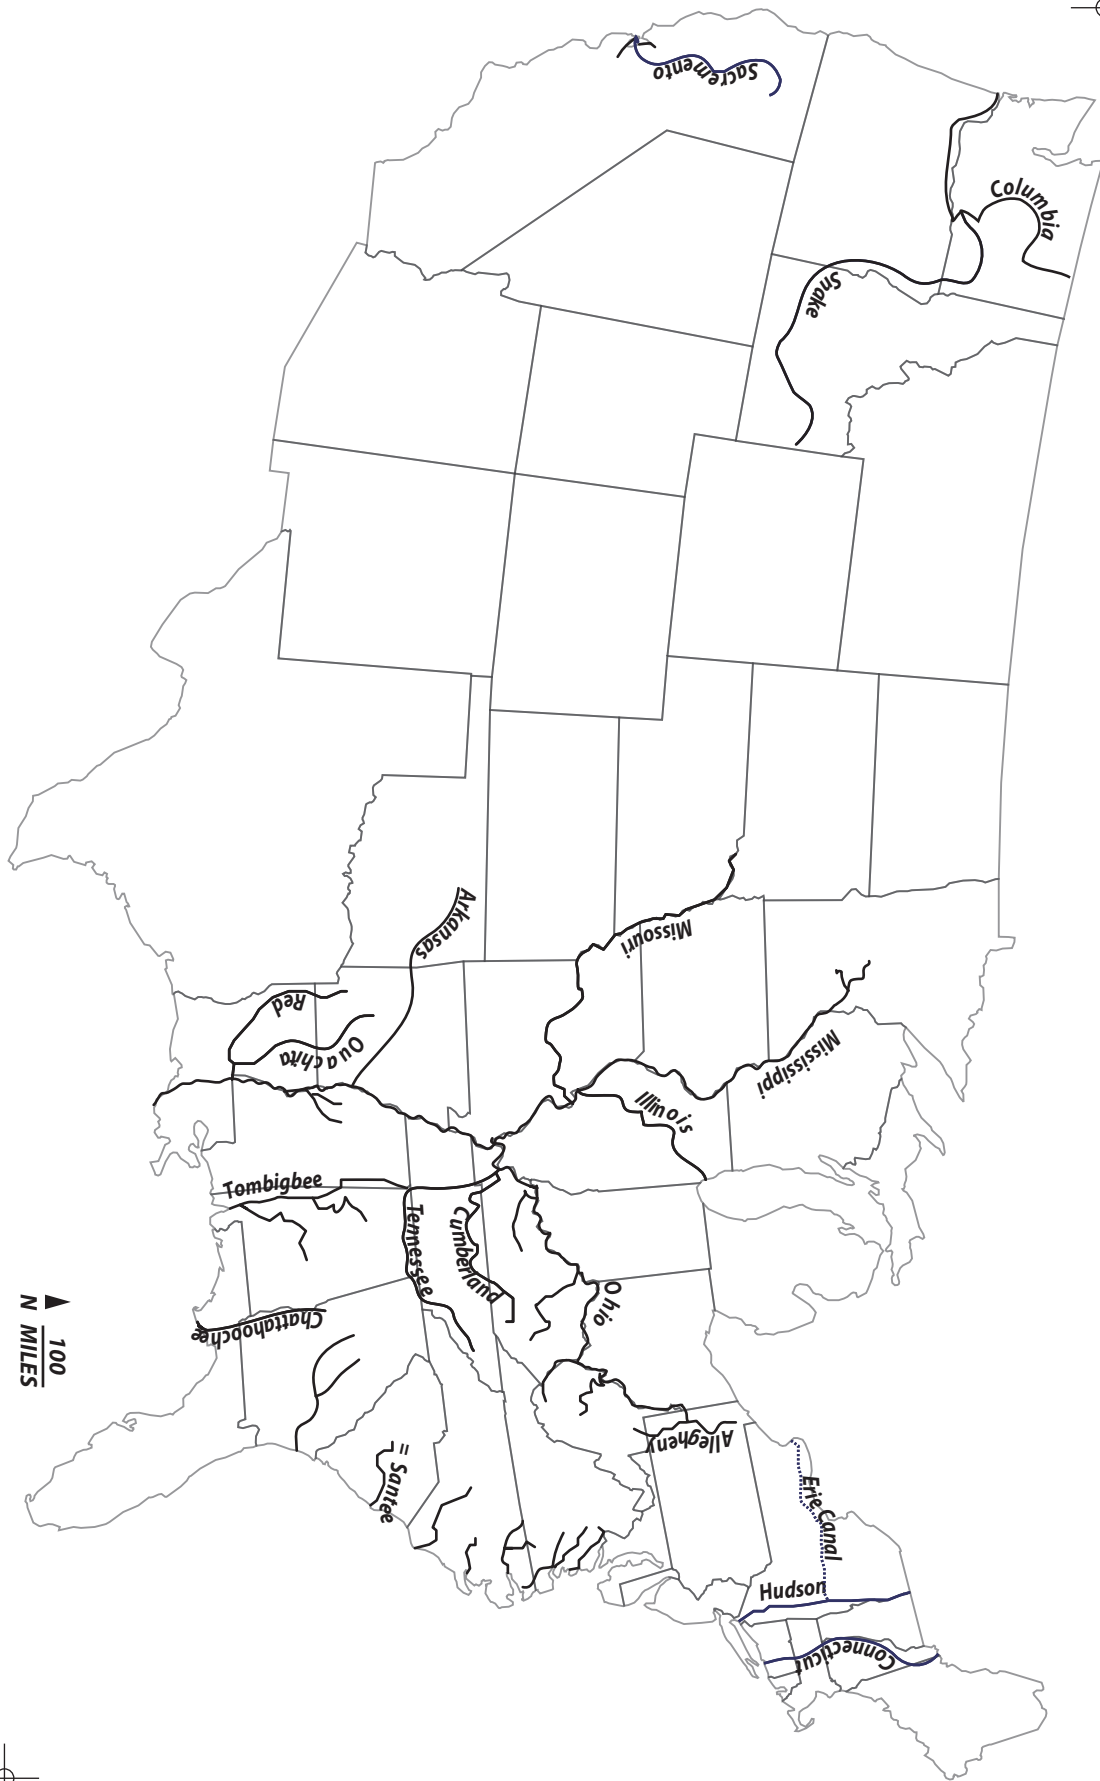 Sacremento
Columbia
Snake
Missouri
Mississippi
Illinois
Arkansas
Red
Ouachita
Tombigbee
Tennessee
Cumberland
Ohio
Chattahoochee
Allegheny
= Santee
Erie Canal
Hudson
Connecticut
100
N MILES